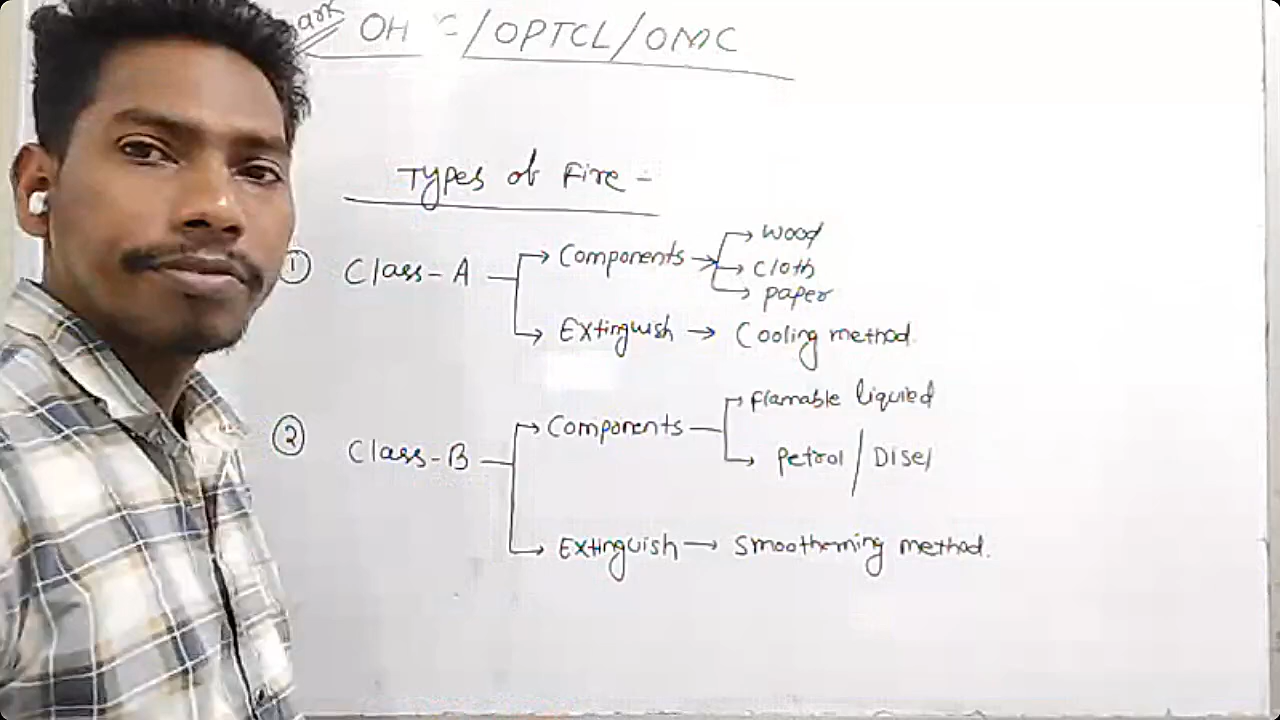 OH C/OPTCL/OMC
Types of Fire -
① Class-A
Components
wood
cloth
paper
Extinguish → Cooling method.
② Class-B
Components
flamable liquied
petrol / Disel
Extinguish → Smootherning method.